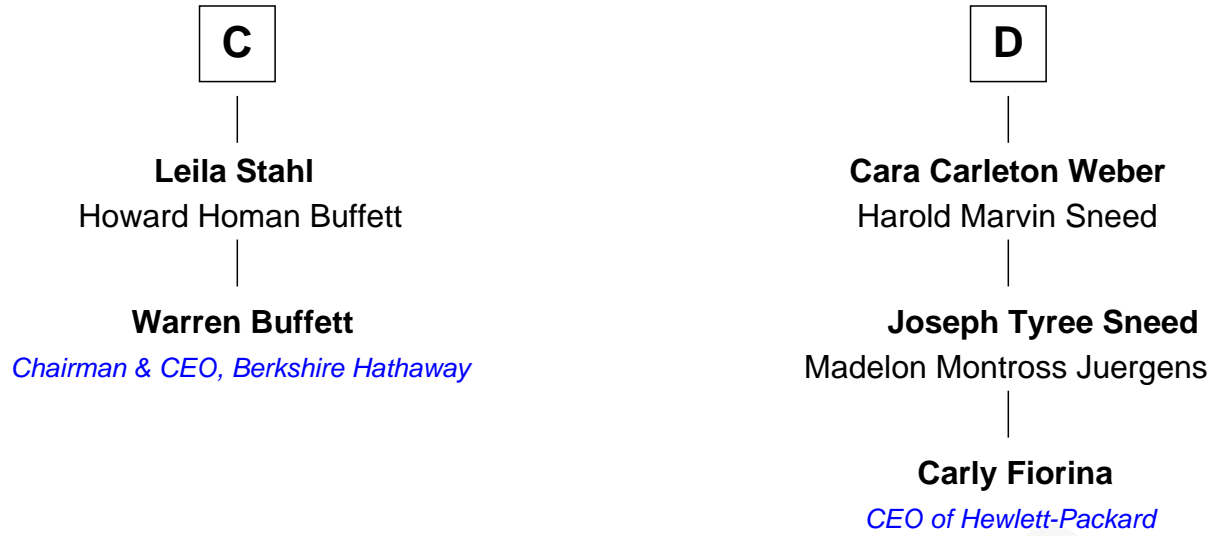 C
Leila Stahl
Howard Homan Buffett
Warren Buffett
Chairman & CEO, Berkshire Hathaway
D
Cara Carleton Weber
Harold Marvin Sneed
Joseph Tyree Sneed
Madelon Montross Juergens
Carly Fiorina
CEO of Hewlett-Packard